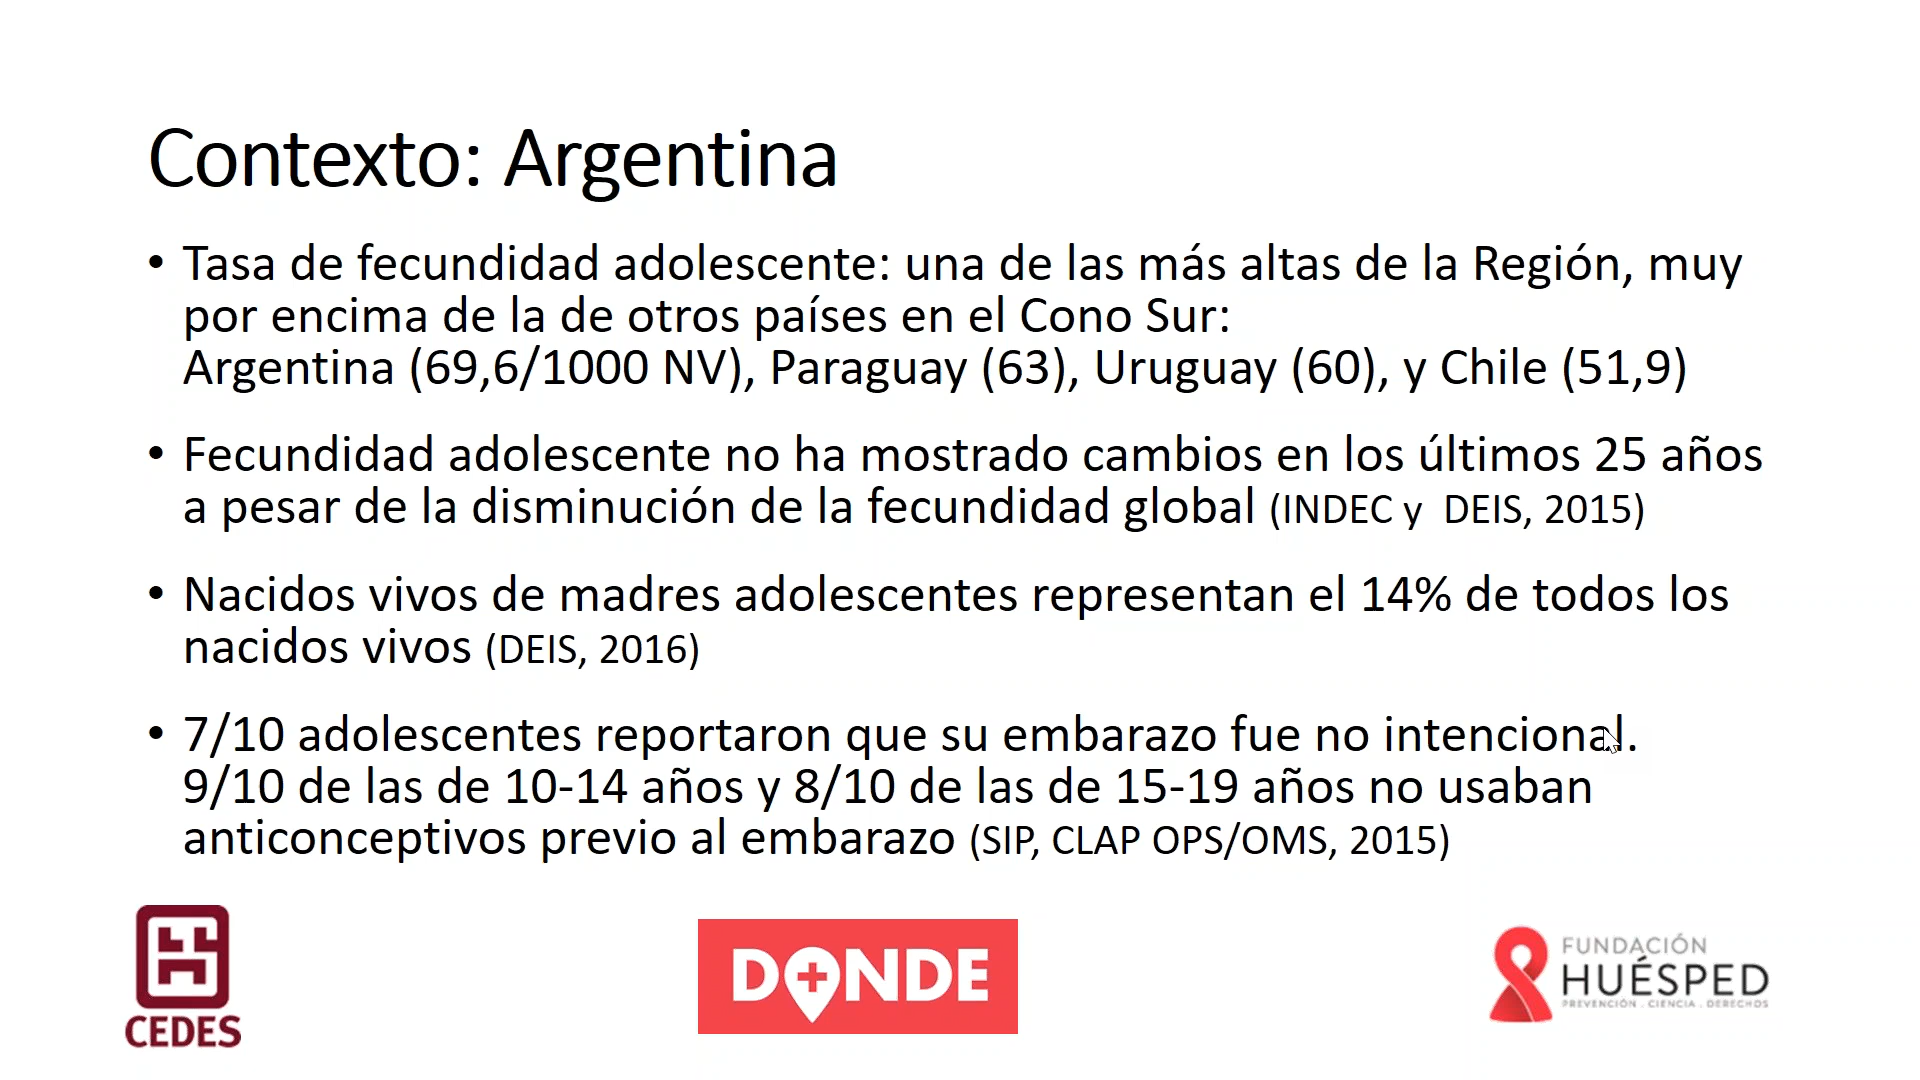 Contexto: Argentina
• Tasa de fecundidad adolescente: una de las más altas de la Región, muy
por encima de la de otros países en el Cono Sur:
Argentina (69,6/1000 NV), Paraguay (63), Uruguay (60), y Chile (51,9)
• Fecundidad adolescente no ha mostrado cambios en los últimos 25 años
a pesar de la disminución de la fecundidad global (INDEC y DEIS, 2015)
• Nacidos vivos de madres adolescentes representan el 14% de todos los
nacidos vivos (DEIS, 2016)
• 7/10 adolescentes reportaron que su embarazo fue no intencional.
9/10 de las de 10-14 años y 8/10 de las de 15-19 años no usaban
anticonceptivos previo al embarazo (SIP, CLAP OPS/OMS, 2015)
CEDES
DONDE
FUNDACIÓN
HUÉSPED
PREVENCIÓN . CIENCIA . DERECHOS